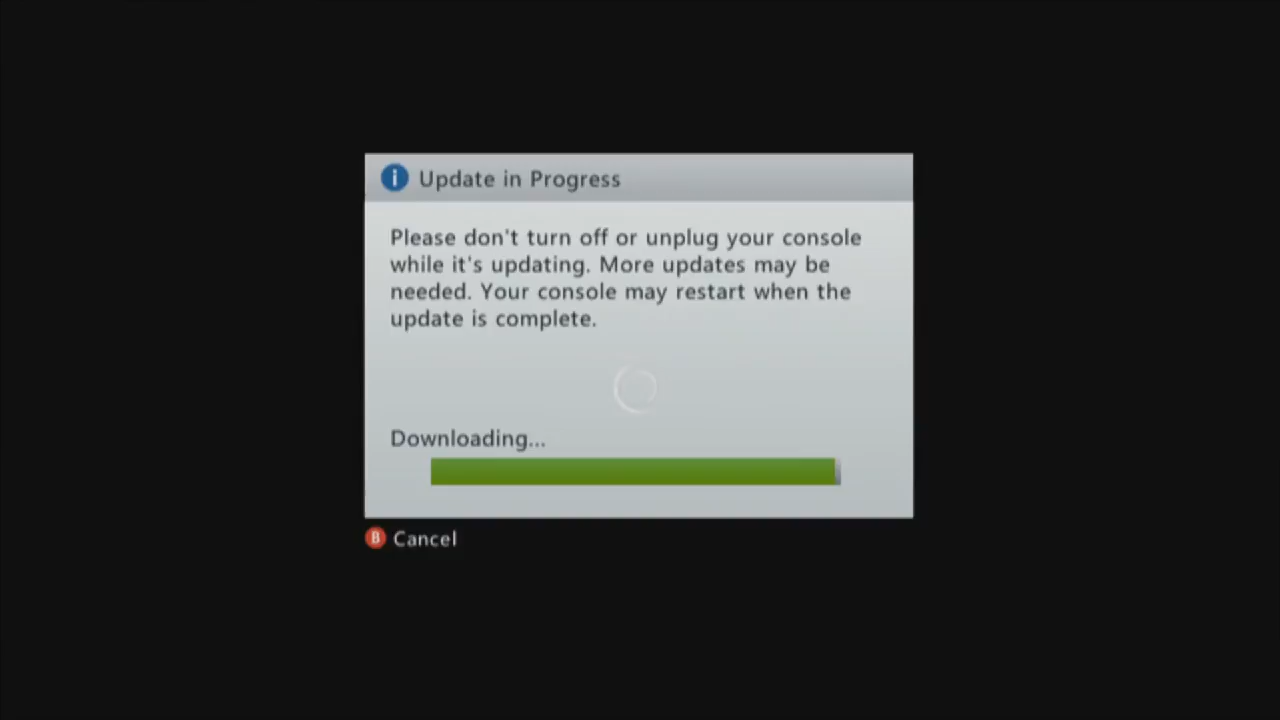 Update in Progress
Please don't turn off or unplug your console
while it's updating. More updates may be
needed. Your console may restart when the
update is complete.
Downloading...
B Cancel